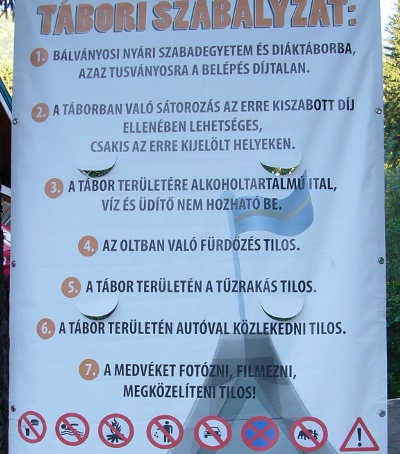 TÁBORI SZABÁLYZAT:
1. BÁLVÁNYOSI NYÁRI SZABADEGYETEM ÉS DIÁKTÁBORBA,
AZAZ TUSVÁNYOSRA A BELÉPÉS DÍJTALAN.
2. A TÁBORBAN VALÓ SÁTOROZÁS AZ ERRE KISZABOTT DÍJ
ELLENÉBEN LEHETSÉGES,
CSAKIS AZ ERRE KIJELÖLT HELYEKEN.
3. A TÁBOR TERÜLETÉRE ALKOHOLTARTALMÚ ITAL,
VÍZ ÉS ÜDÍTŐ NEM HOZHATÓ BE.
4. AZ OLTBAN VALÓ FÜRDŐZÉS TILOS.
5. A TÁBOR TERÜLETÉN A TŰZRAKÁS TILOS.
6. A TÁBOR TERÜLETÉN AUTÓVAL KÖZLEKEDNI TILOS.
7. A MEDVÉKET FOTÓZNI, FILMEZNI,
MEGKÖZELÍTENI TILOS!